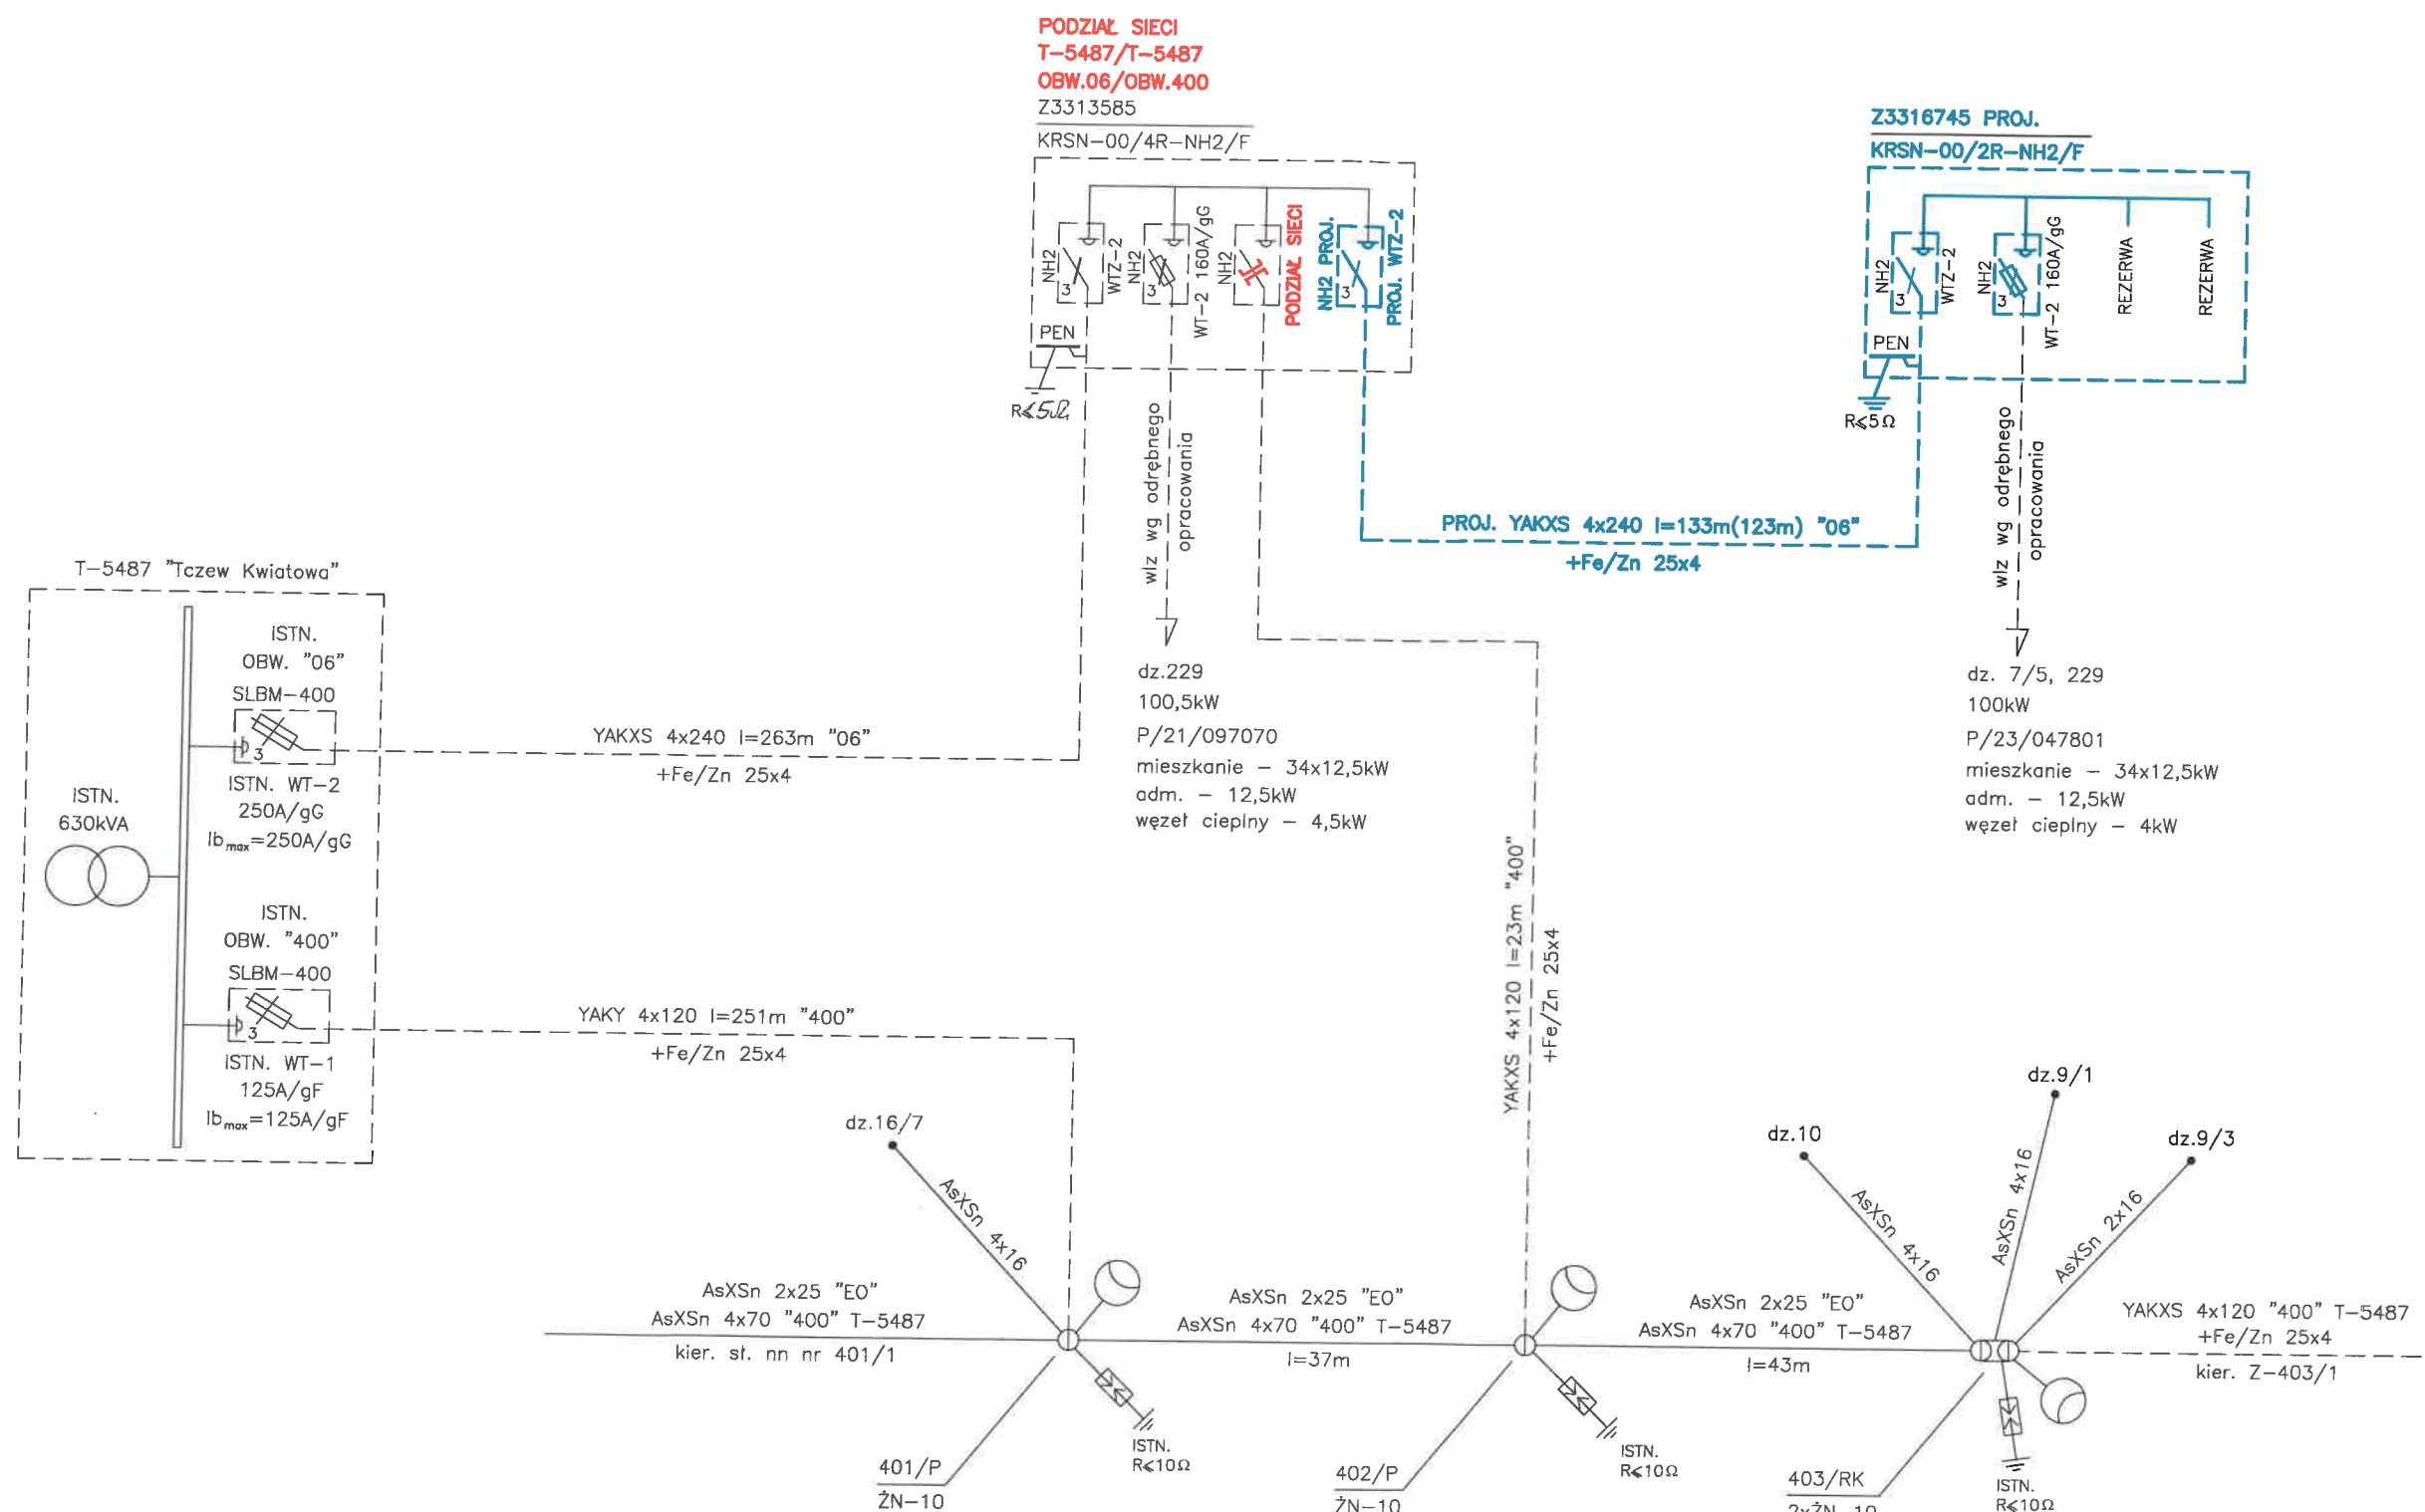 PODZIAŁ SIECI
T-5487/T-5487
OBW.06/OBW.400
Z3313585
KRSN-00/4R-NH2/F
NH2
3
WTZ-2
NH2
3
WT-2 160A/gG
NH2
PODZIAŁ SIECI
NH2 PROJ.
3
PROJ. WTZ-2
PEN
R≤5Ω
wlz wg odrębnego
opracowania
Z3316745 PROJ.
KRSN-00/2R-NH2/F
NH2
3
WTZ-2
NH2
3
WT-2 160A/gG
REZERWA
REZERWA
PEN
R≤5Ω
wlz wg odrębnego
opracowania
PROJ. YAKXS 4x240 l=133m(123m) "06"
+Fe/Zn 25x4
T-5487 "Tczew Kwiatowa"
ISTN.
OBW. "06"
SLBM-400
3
ISTN. WT-2
250A/gG
Ibmax=250A/gG
ISTN.
630kVA
ISTN.
OBW. "400"
SLBM-400
3
ISTN. WT-1
125A/gF
Ibmax=125A/gF
YAKXS 4x240 l=263m "06"
+Fe/Zn 25x4
dz.229
100,5kW
P/21/097070
mieszkanie - 34x12,5kW
adm. - 12,5kW
węzeł cieplny - 4,5kW
dz. 7/5, 229
100kW
P/23/047801
mieszkanie - 34x12,5kW
adm. - 12,5kW
węzeł cieplny - 4kW
YAKXS 4x120 l=23m "400"
+Fe/Zn 25x4
YAKY 4x120 l=251m "400"
+Fe/Zn 25x4
dz.16/7
AsXSn 4x16
dz.10
AsXSn 4x16
dz.9/1
AsXSn 4x16
dz.9/3
AsXSn 2x16
AsXSn 2x25 "EO"
AsXSn 4x70 "400" T-5487
kier. st. nn nr 401/1
AsXSn 2x25 "EO"
AsXSn 4x70 "400" T-5487
l=37m
AsXSn 2x25 "EO"
AsXSn 4x70 "400" T-5487
l=43m
YAKXS 4x120 "400" T-5487
+Fe/Zn 25x4
kier. Z-403/1
401/P
ŻN-10
ISTN.
R≤10Ω
402/P
ŻN-10
ISTN.
R≤10Ω
403/RK
2xŻN-10
ISTN.
R≤10Ω